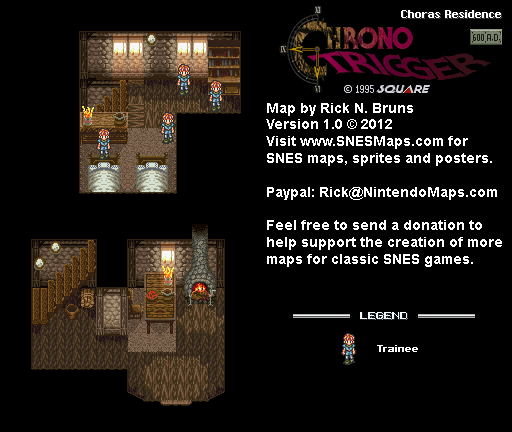 Choras Residence
600 A.D.
CHRONO
TRIGGER
© 1995 SQUARE
Map by Rick N. Bruns
Version 1.0 © 2012
Visit www.SNESMaps.com for
SNES maps, sprites and posters.
Paypal: Rick@NintendoMaps.com
Feel free to send a donation to
help support the creation of more
maps for classic SNES games.
LEGEND
Trainee